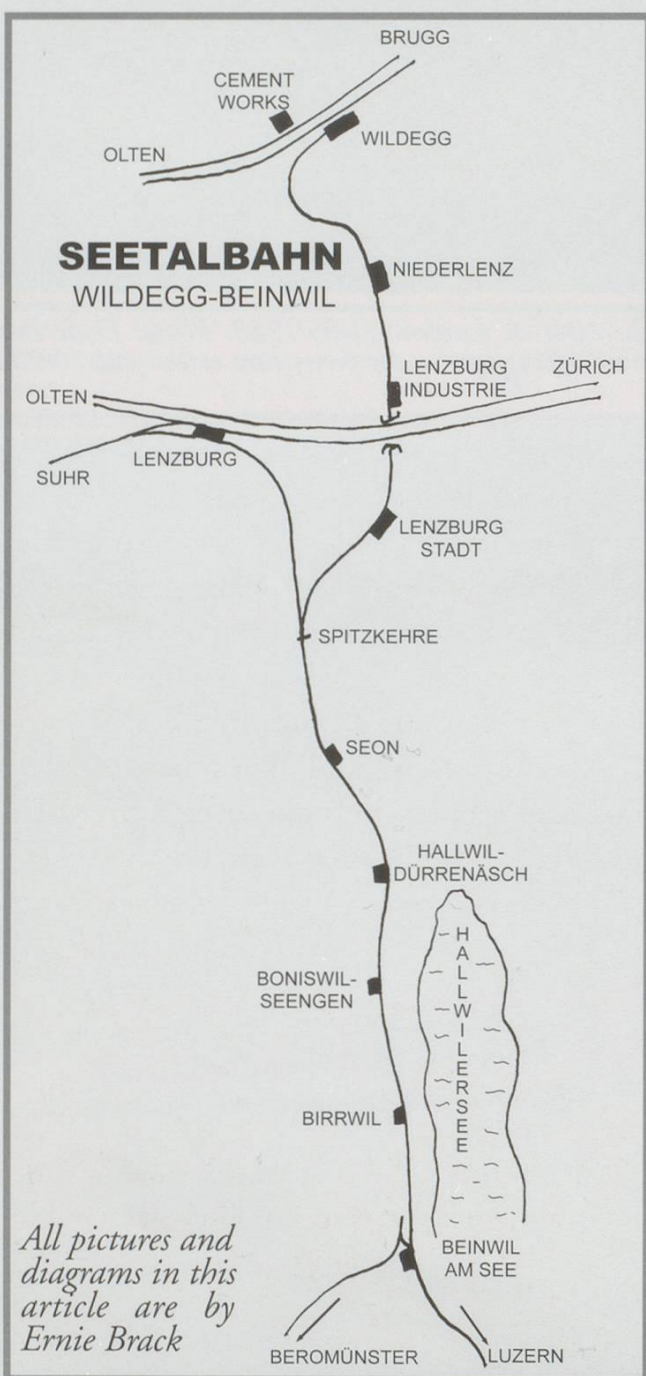 BRUGG
CEMENT
WORKS
WILDEGG
OLTEN
SEETALBAHN
WILDEGG-BEINWIL
NIEDERLENZ
LENZBURG
INDUSTRIE
ZÜRICH
OLTEN
LENZBURG
SUHR
LENZBURG
STADT
SPITZKEHRE
SEON
HALLWIL-
DÜRRENÄSCH
HALLWILERSEE
BONISWIL-
SEENGEN
BIRRWIL
All pictures and
diagrams in this
article are by
Ernie Brack
BEINWIL
AM SEE
BEROMÜNSTER
LUZERN